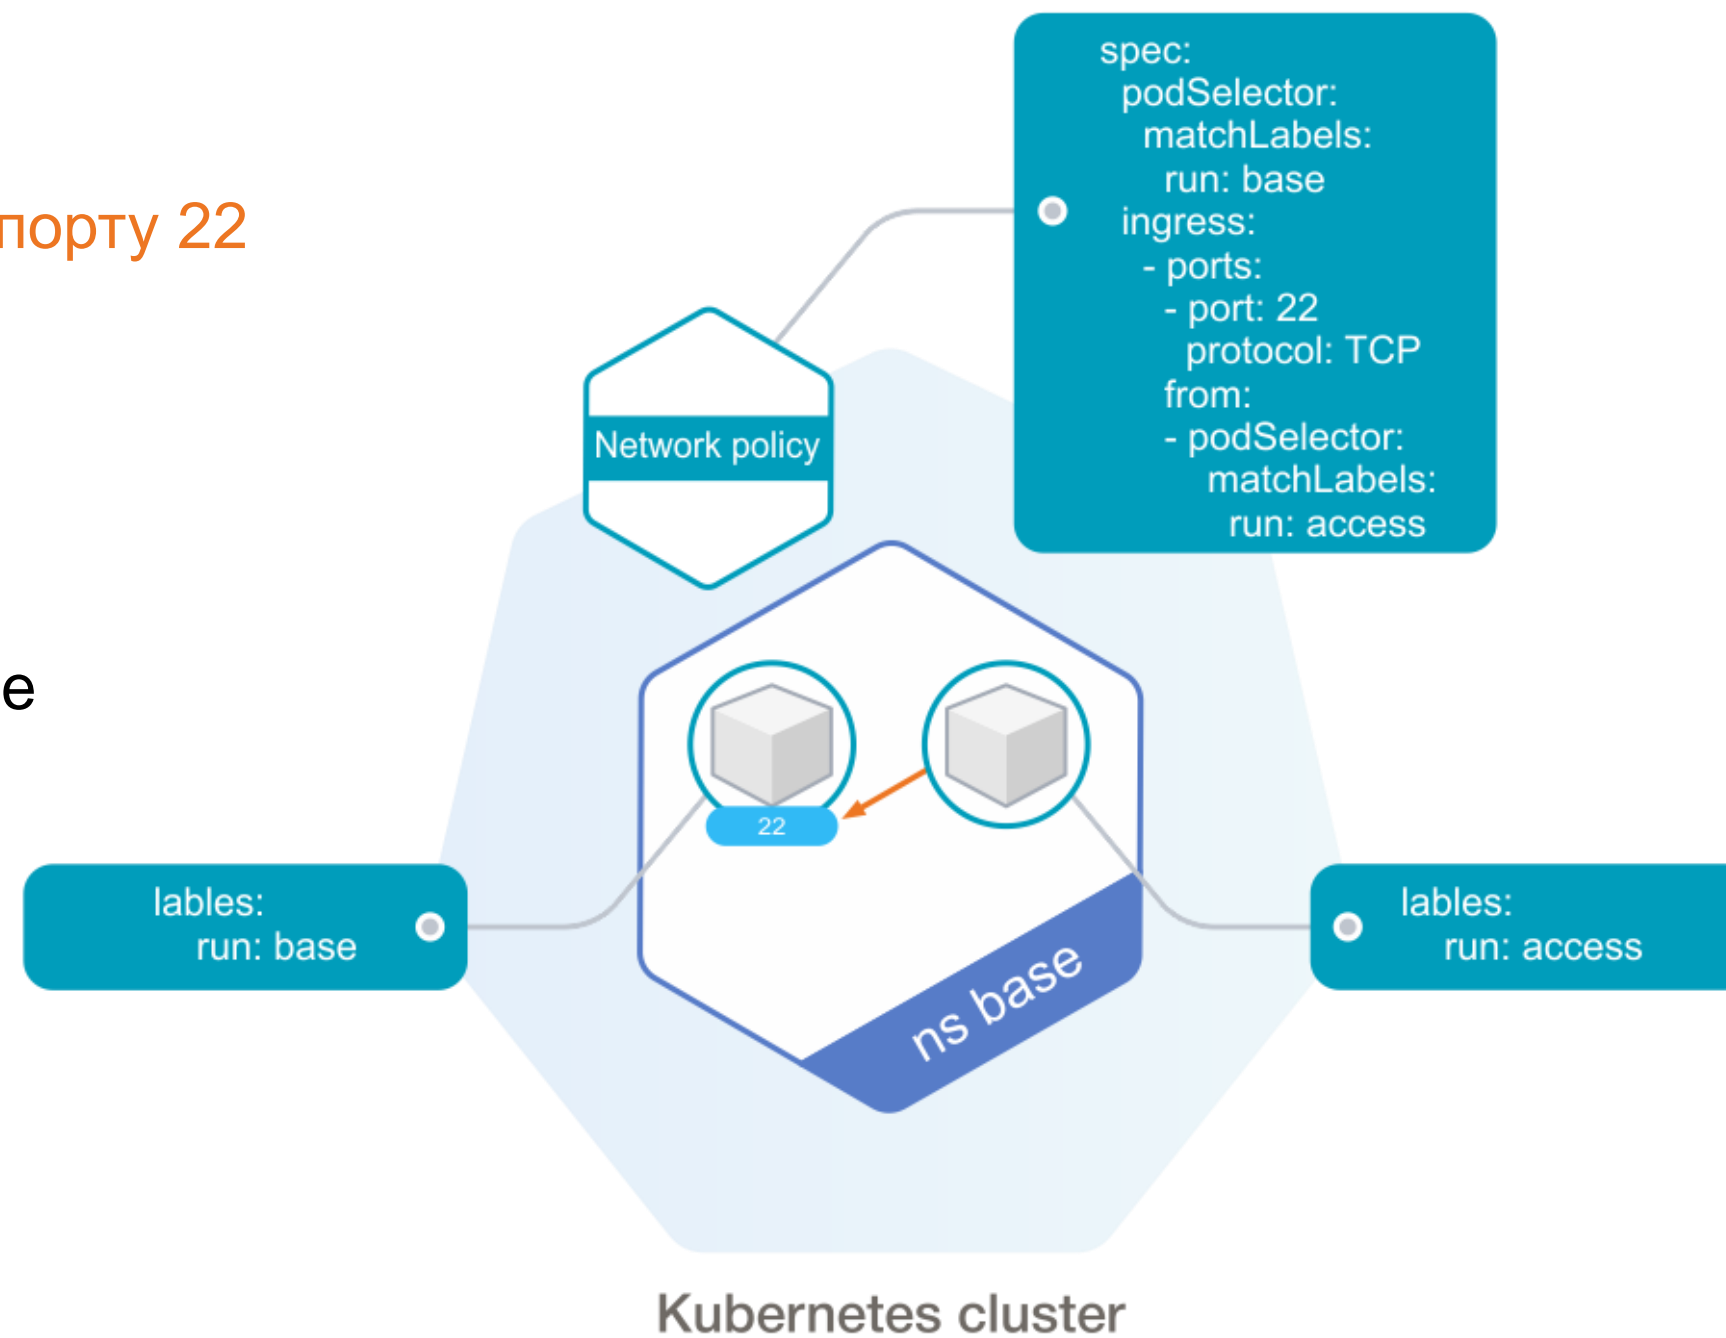 порту 22
е
spec:
podSelector:
matchLabels:
run: base
ingress:
- ports:
- port: 22
protocol: TCP
from:
- podSelector:
matchLabels:
run: access
Network policy
22
lables:
run: base
lables:
run: access
ns base
Kubernetes cluster